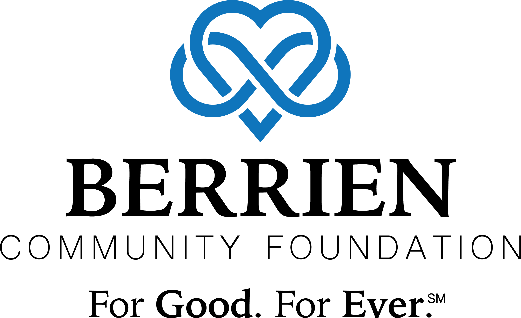 BERRIEN
COMMUNITY FOUNDATION
For Good. For Ever.℠